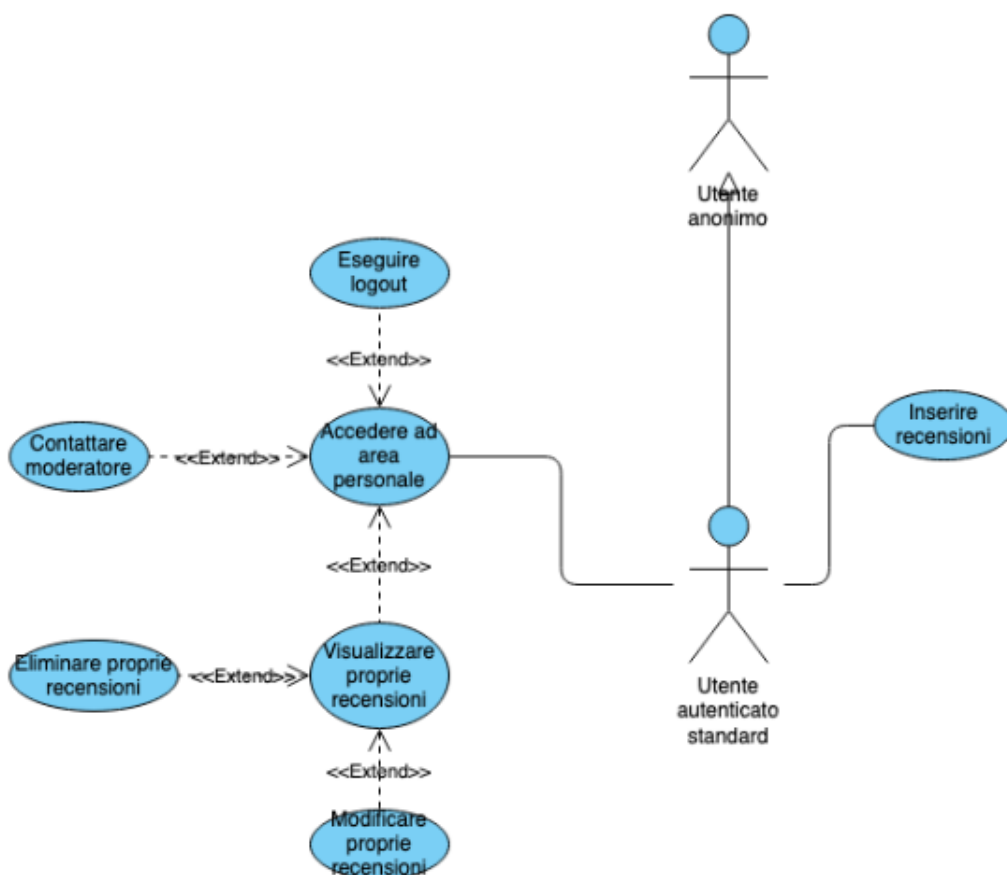 Utente
anonimo
Eseguire
logout
<<Extend>>
Contattare
moderatore
<<Extend>>
Accedere ad
area
personale
Inserire
recensioni
<<Extend>>
Eliminare proprie
recensioni
<<Extend>>
Visualizzare
proprie
recensioni
Utente
autenticato
standard
<<Extend>>
Modificare
proprie
recensioni